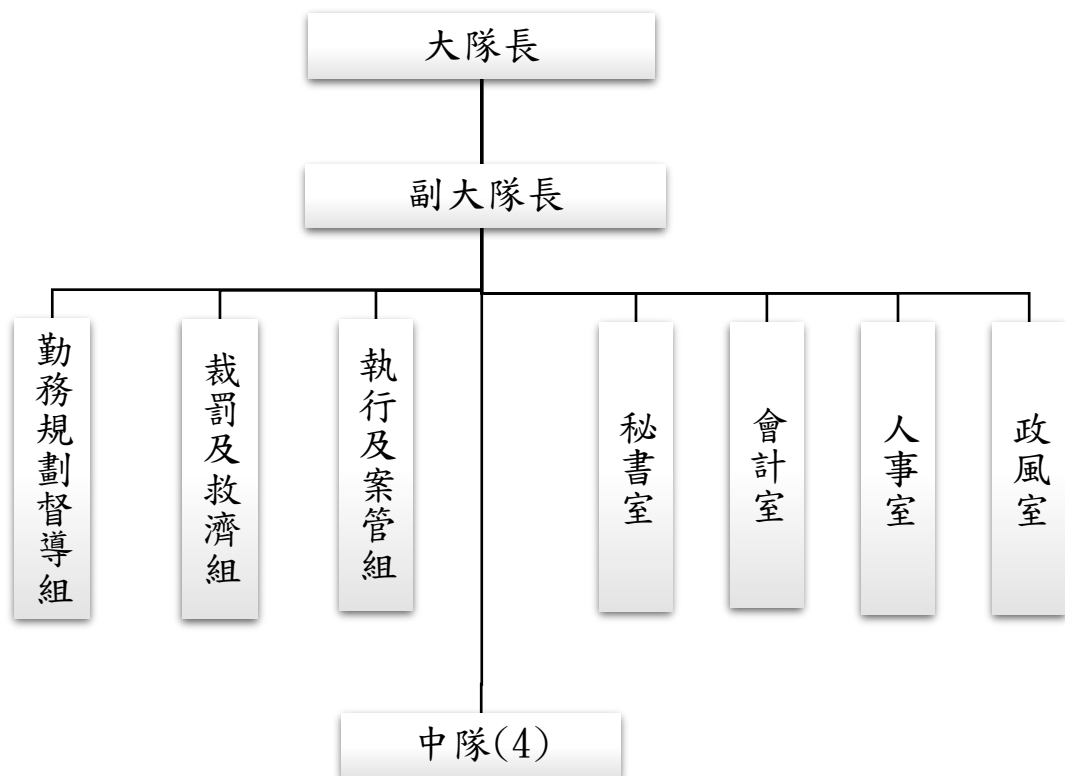 大隊長
副大隊長
勤務規劃督導組
裁罰及救濟組
執行及案管組
秘書室
會計室
人事室
政風室
中隊(4)